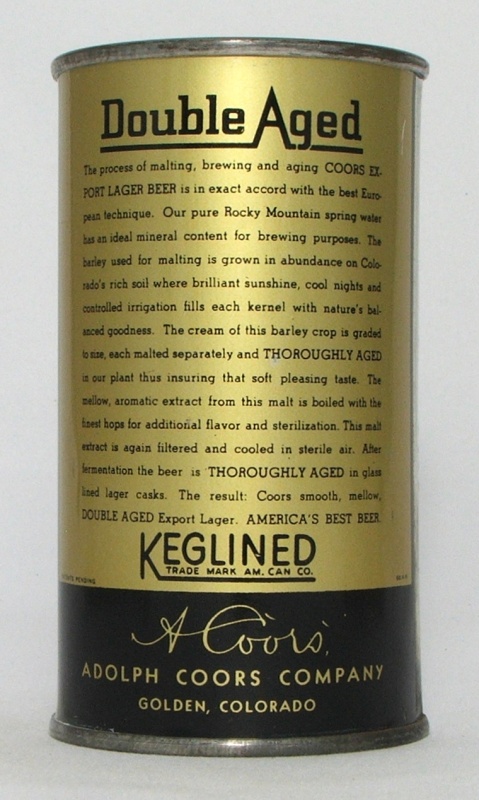 Double Aged
The process of malting, brewing and aging COORS EX-
PORT LAGER BEER is in exact accord with the best Euro-
pean technique. Our pure Rocky Mountain spring water
has an ideal mineral content for brewing purposes. The
barley used for malting is grown in abundance on Colo-
rado's rich soil where brilliant sunshine, cool nights and
controlled irrigation fills each kernel with nature's bal-
anced goodness. The cream of this barley crop is graded
to size, each malted separately and THOROUGHLY AGED
in our plant thus insuring that soft pleasing taste. The
mellow, aromatic extract from this malt is boiled with the
finest hops for additional flavor and sterilization. This malt
extract is again filtered and cooled in sterile air. After
fermentation the beer is THOROUGHLY AGED in glass
lined lager casks. The result: Coors smooth, mellow,
DOUBLE AGED Export Lager. AMERICA'S BEST BEER
KEGLINED
TRADE MARK AM. CAN CO.
PENDING
A Coors
ADOLPH COORS COMPANY
GOLDEN, COLORADO